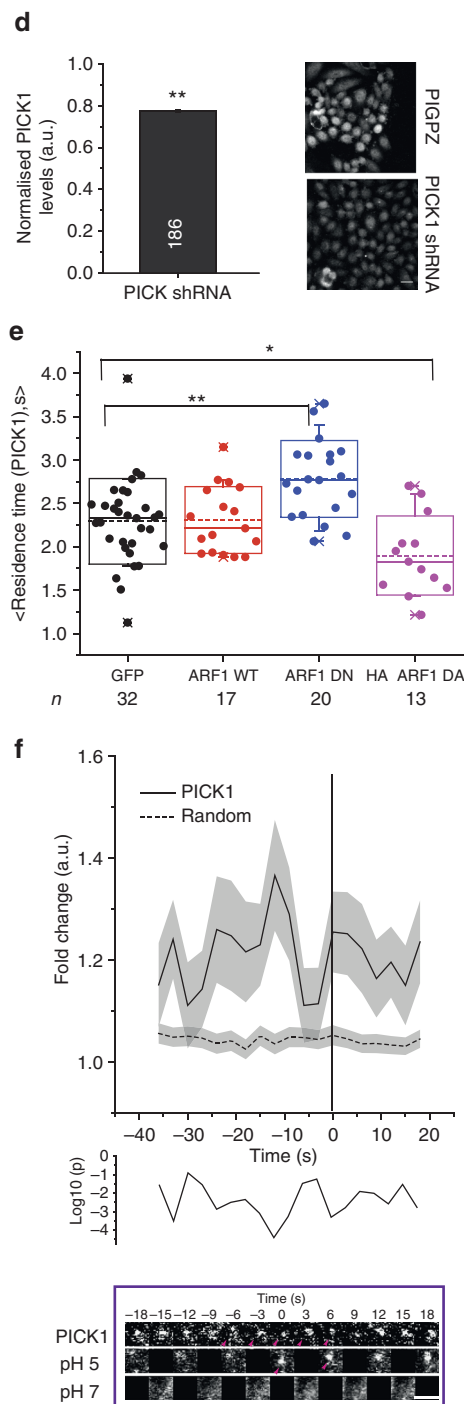 d
Normalised PICK1
levels (a.u.)
1.0
0.8
0.6
0.4
0.2
0.0
**
186
PICK shRNA
PIGPZ
PICK1 shRNA
e
<Residence time (PICK1),s>
4.0
3.5
3.0
2.5
2.0
1.5
1.0
*
**
GFP ARF1 WT ARF1 DN HA ARF1 DA
n 32 17 20 13
f
Fold change (a.u.)
1.6
1.4
1.2
1.0
PICK1
Random
−40 −30 −20 −10 0 10 20
Time (s)
Log10 (p)
0
−1
−2
−3
−4
Time (s)
−18 −15 −12 −9 −6 −3 0 3 6 9 12 15 18
PICK1
pH 5
pH 7